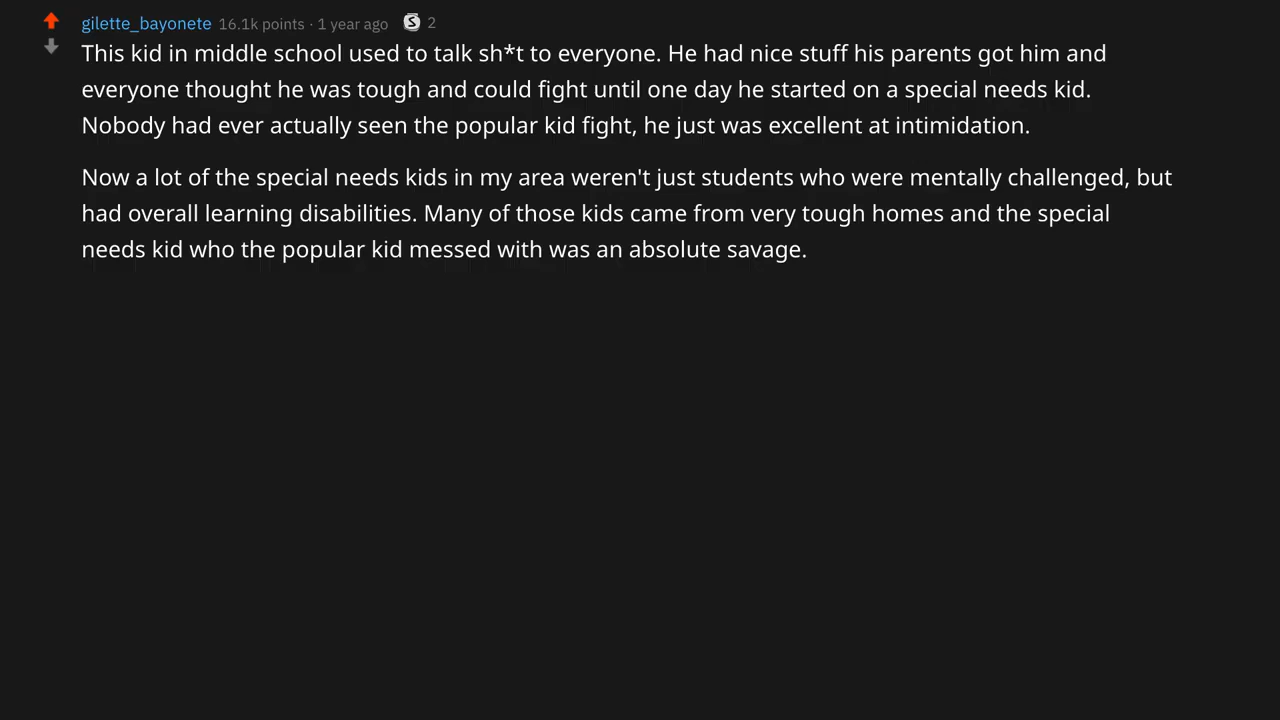 gilette_bayonete 16.1k points · 1 year ago S 2
This kid in middle school used to talk sh*t to everyone. He had nice stuff his parents got him and
everyone thought he was tough and could fight until one day he started on a special needs kid.
Nobody had ever actually seen the popular kid fight, he just was excellent at intimidation.
Now a lot of the special needs kids in my area weren't just students who were mentally challenged, but
had overall learning disabilities. Many of those kids came from very tough homes and the special
needs kid who the popular kid messed with was an absolute savage.